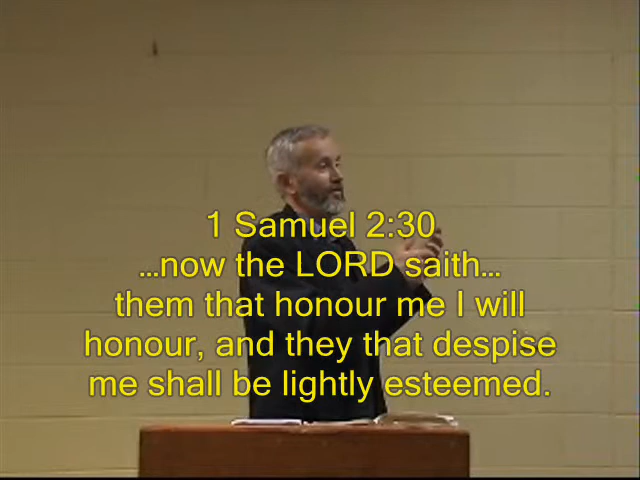 1 Samuel 2:30
…now the LORD saith…
them that honour me I will
honour, and they that despise
me shall be lightly esteemed.